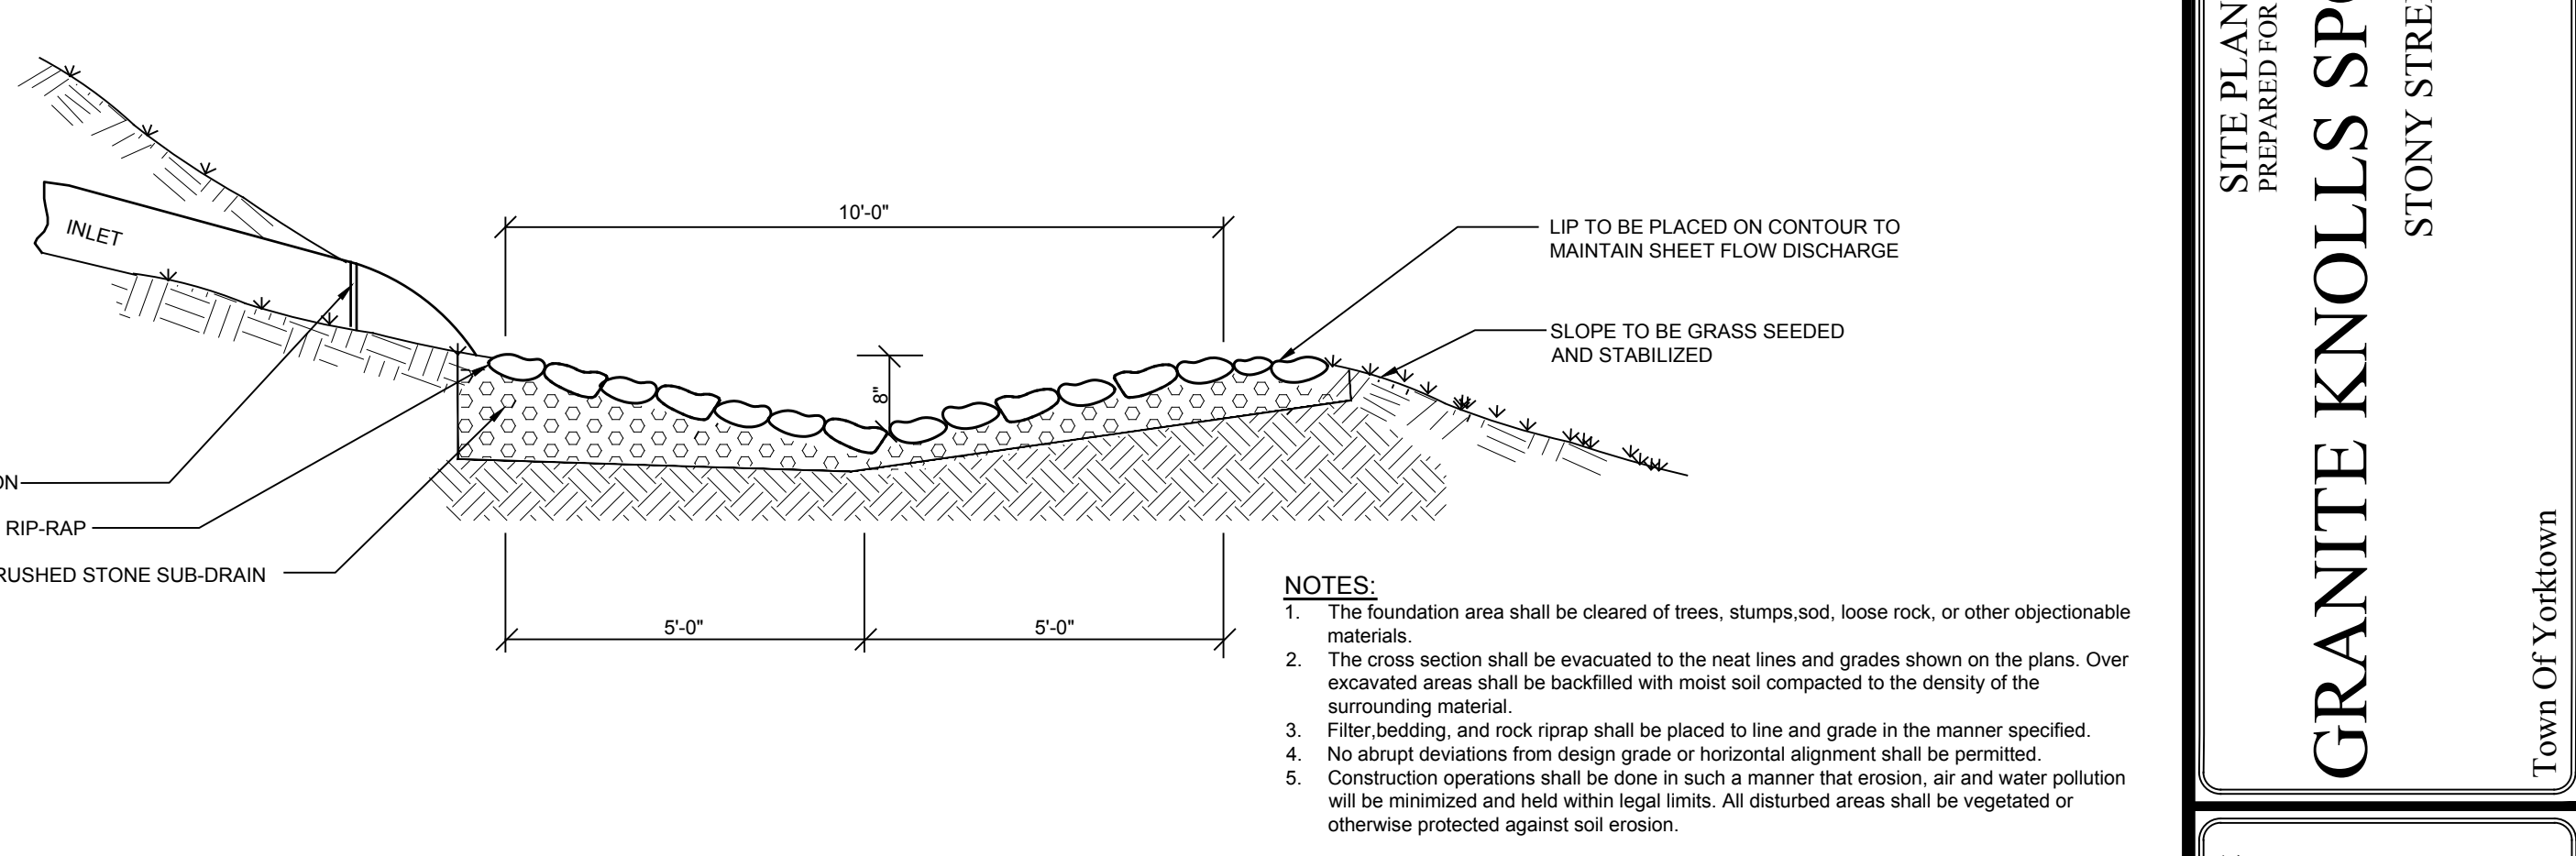 INLET
10'-0"
LIP TO BE PLACED ON CONTOUR TO
MAINTAIN SHEET FLOW DISCHARGE
SLOPE TO BE GRASS SEEDED
AND STABILIZED
8"
RIP-RAP
SUB-DRAIN
STONE
5'-0"
5'-0"
NOTES:
1. The foundation area shall be cleared of trees, stumps,sod, loose rock, or other objectionable
materials.
2. The cross section shall be evacuated to the neat lines and grades shown on the plans. Over
excavated areas shall be backfilled with moist soil compacted to the density of the
surrounding material.
3. Filter,bedding, and rock riprap shall be placed to line and grade in the manner specified.
4. No abrupt deviations from design grade or horizontal alignment shall be permitted.
5. Construction operations shall be done in such a manner that erosion, air and water pollution
will be minimized and held within legal limits. All disturbed areas shall be vegetated or
otherwise protected against soil erosion.
SITE PLAN
PREPARED FOR
GRANITE KNOLLS
STONY
Town Of Yorktown